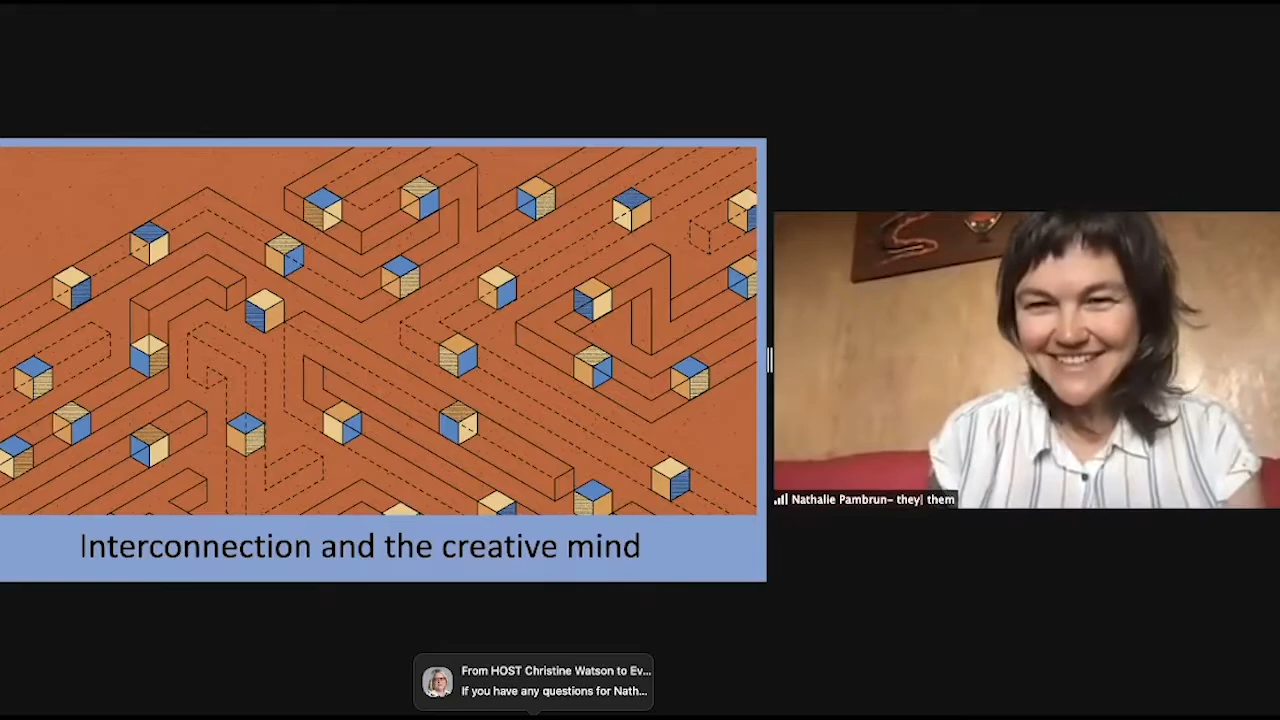 Interconnection and the creative mind
Nathalie Pambrun- they| them
From HOST Christine Watson to Ev...
If you have any questions for Nath...